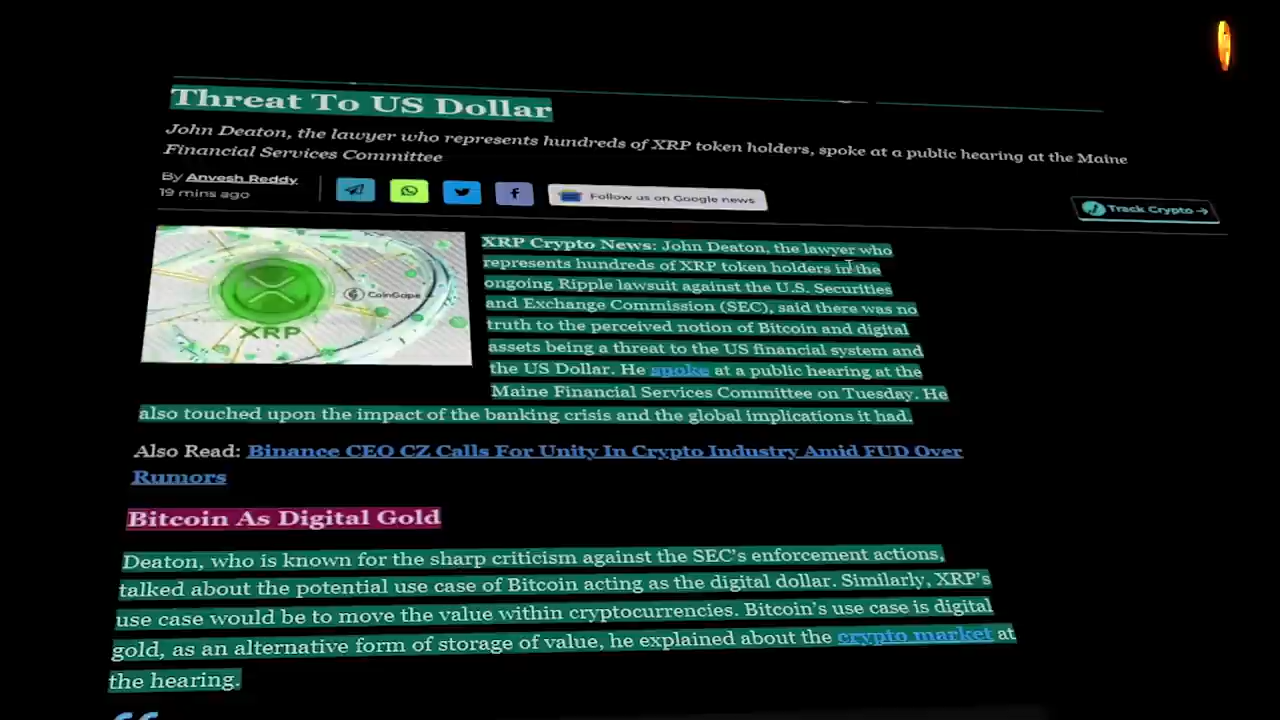 Threat To US Dollar
John Deaton, the lawyer who represents hundreds of XRP token holders, spoke at a public hearing at the Maine
Financial Services Committee
By Anvesh Reddy
19 mins ago
Follow us on Google news
Track Crypto →
XRP Crypto News: John Deaton, the lawyer who
represents hundreds of XRP token holders in the
ongoing Ripple lawsuit against the U.S. Securities
and Exchange Commission (SEC), said there was no
truth to the perceived notion of Bitcoin and digital
assets being a threat to the US financial system and
the US Dollar. He spoke at a public hearing at the
Maine Financial Services Committee on Tuesday. He
also touched upon the impact of the banking crisis and the global implications it had.
CoinGape
XRP
Also Read: Binance CEO CZ Calls For Unity In Crypto Industry Amid FUD Over
Rumors
Bitcoin As Digital Gold
Deaton, who is known for the sharp criticism against the SEC's enforcement actions,
talked about the potential use case of Bitcoin acting as the digital dollar. Similarly, XRP's
use case would be to move the value within cryptocurrencies. Bitcoin's use case is digital
gold, as an alternative form of storage of value, he explained about the crypto market at
the hearing.